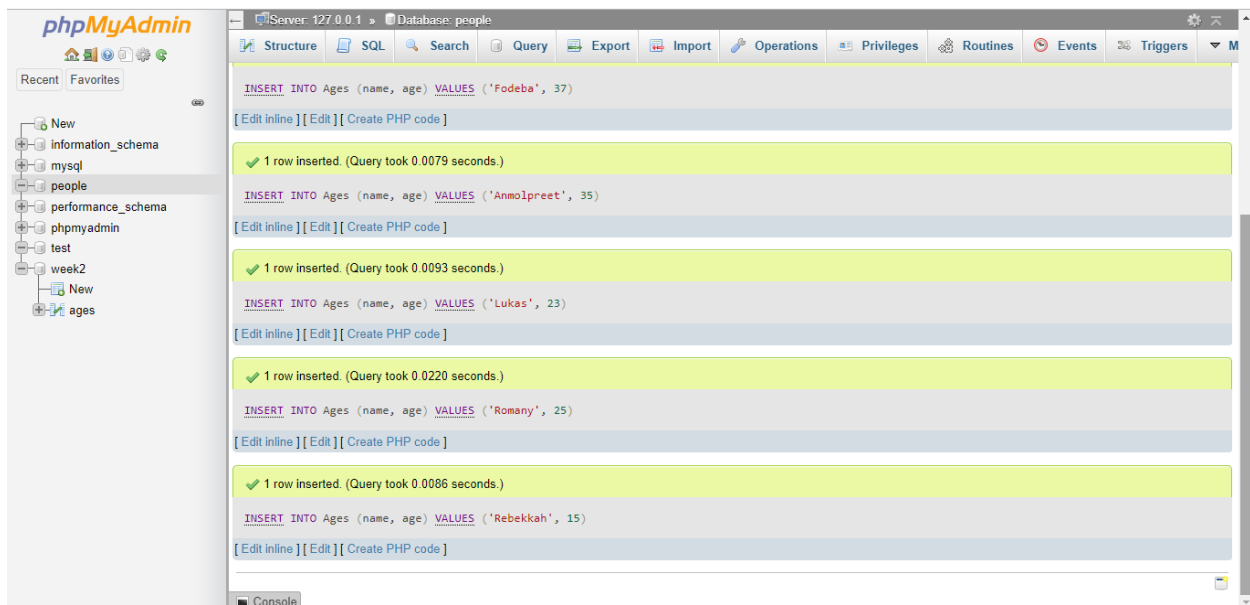 phpMyAdmin
Recent Favorites
New
information_schema
mysql
people
performance_schema
phpmyadmin
test
week2
New
ages
Server: 127.0.0.1 » Database: people
Structure SQL Search Query Export Import Operations Privileges Routines Events Triggers M
INSERT INTO Ages (name, age) VALUES ('Fodeba', 37)
[ Edit inline ] [ Edit ] [ Create PHP code ]
1 row inserted. (Query took 0.0079 seconds.)
INSERT INTO Ages (name, age) VALUES ('Anmolpreet', 35)
[ Edit inline ] [ Edit ] [ Create PHP code ]
1 row inserted. (Query took 0.0093 seconds.)
INSERT INTO Ages (name, age) VALUES ('Lukas', 23)
[ Edit inline ] [ Edit ] [ Create PHP code ]
1 row inserted. (Query took 0.0220 seconds.)
INSERT INTO Ages (name, age) VALUES ('Romany', 25)
[ Edit inline ] [ Edit ] [ Create PHP code ]
1 row inserted. (Query took 0.0086 seconds.)
INSERT INTO Ages (name, age) VALUES ('Rebekkah', 15)
[ Edit inline ] [ Edit ] [ Create PHP code ]
Console